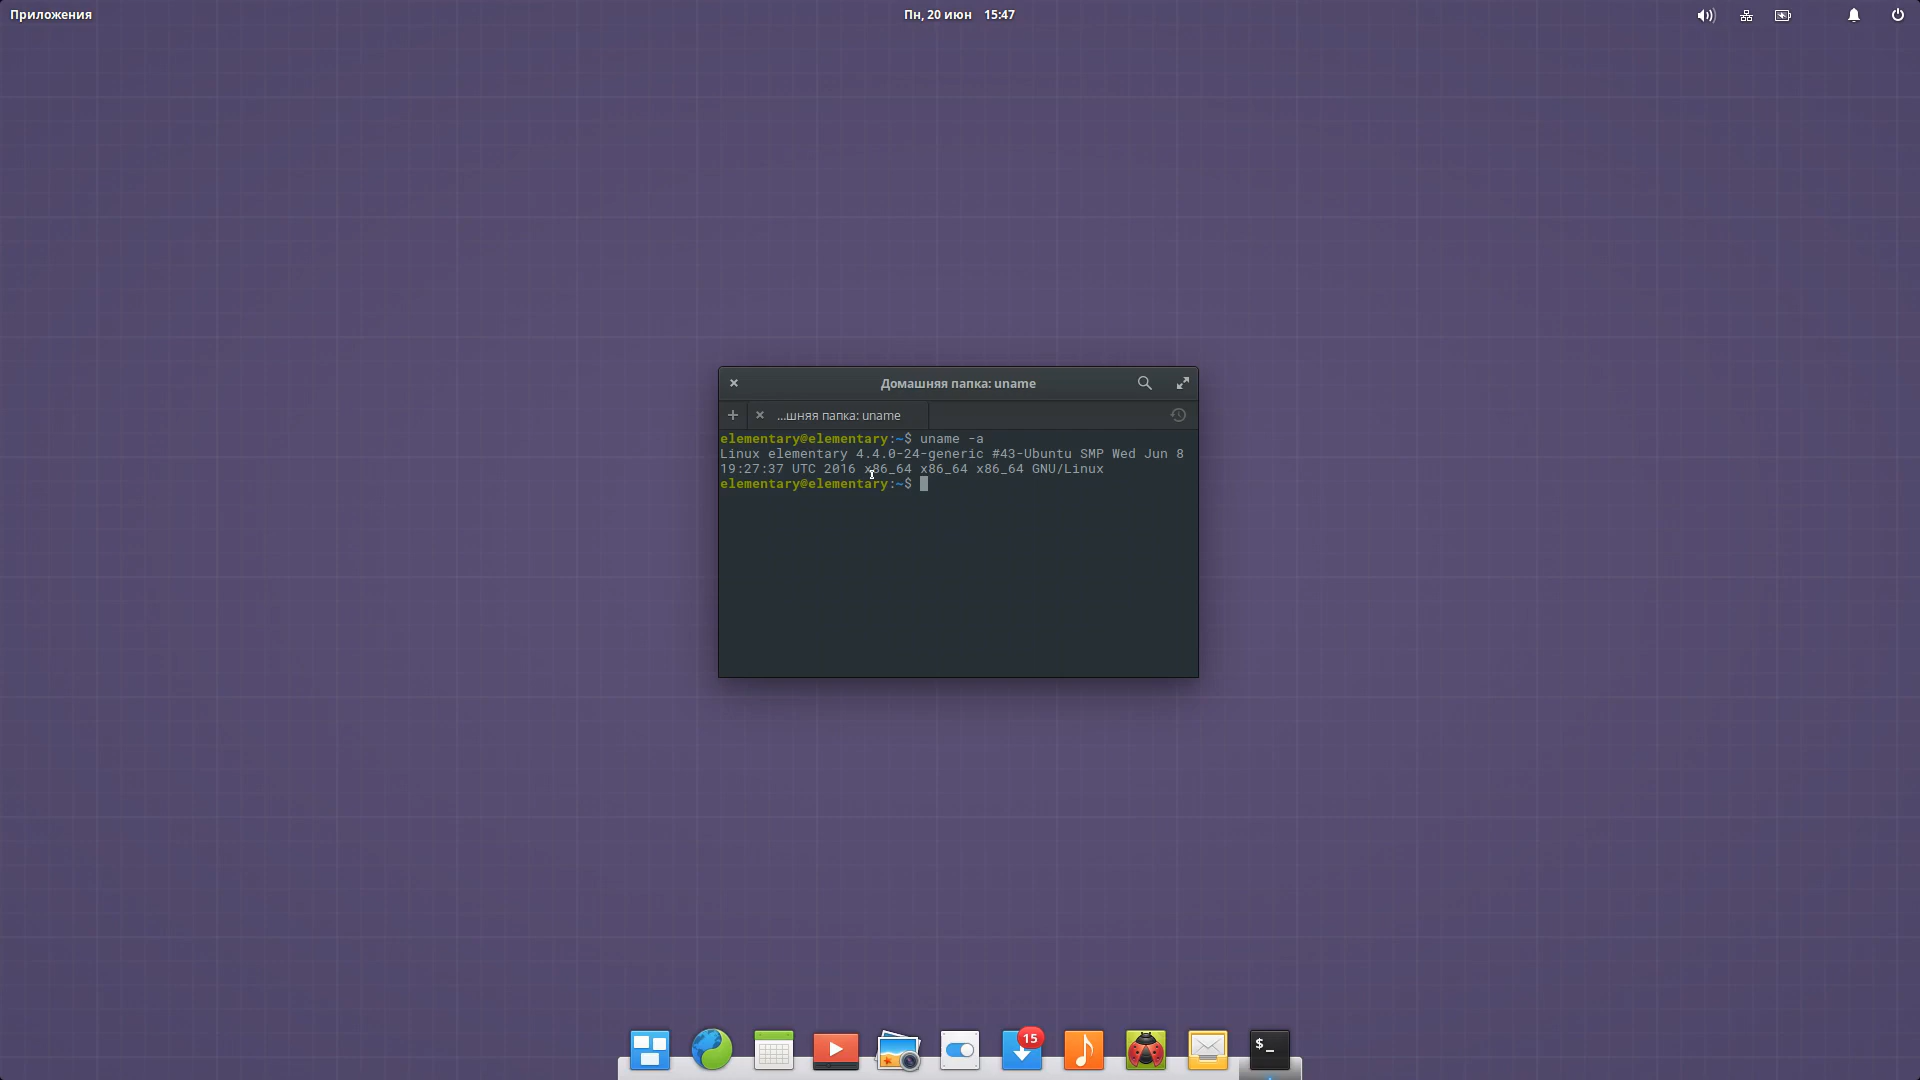 Приложения
Пн, 20 июн 15:47
Домашняя папка: uname
...шняя папка: uname
elementary@elementary:~$ uname -a
Linux elementary 4.4.0-24-generic #43-Ubuntu SMP Wed Jun 8
19:27:37 UTC 2016 x86_64 x86_64 x86_64 GNU/Linux
elementary@elementary:~$
15
$_